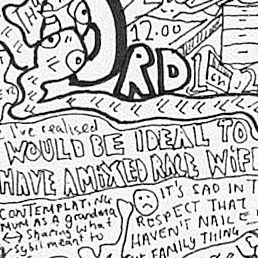 3RD
12.00
I've realised
WOULD BE IDEAL TO
HAVE A MIXED RACE WIFE
CONTEMPLATING
MUM AS a grandma
↔ Sharing what
sybil meant to
IT'S SAD IN T
RESPECT THAT
HAVEN'T NAILE
FAMILY THING